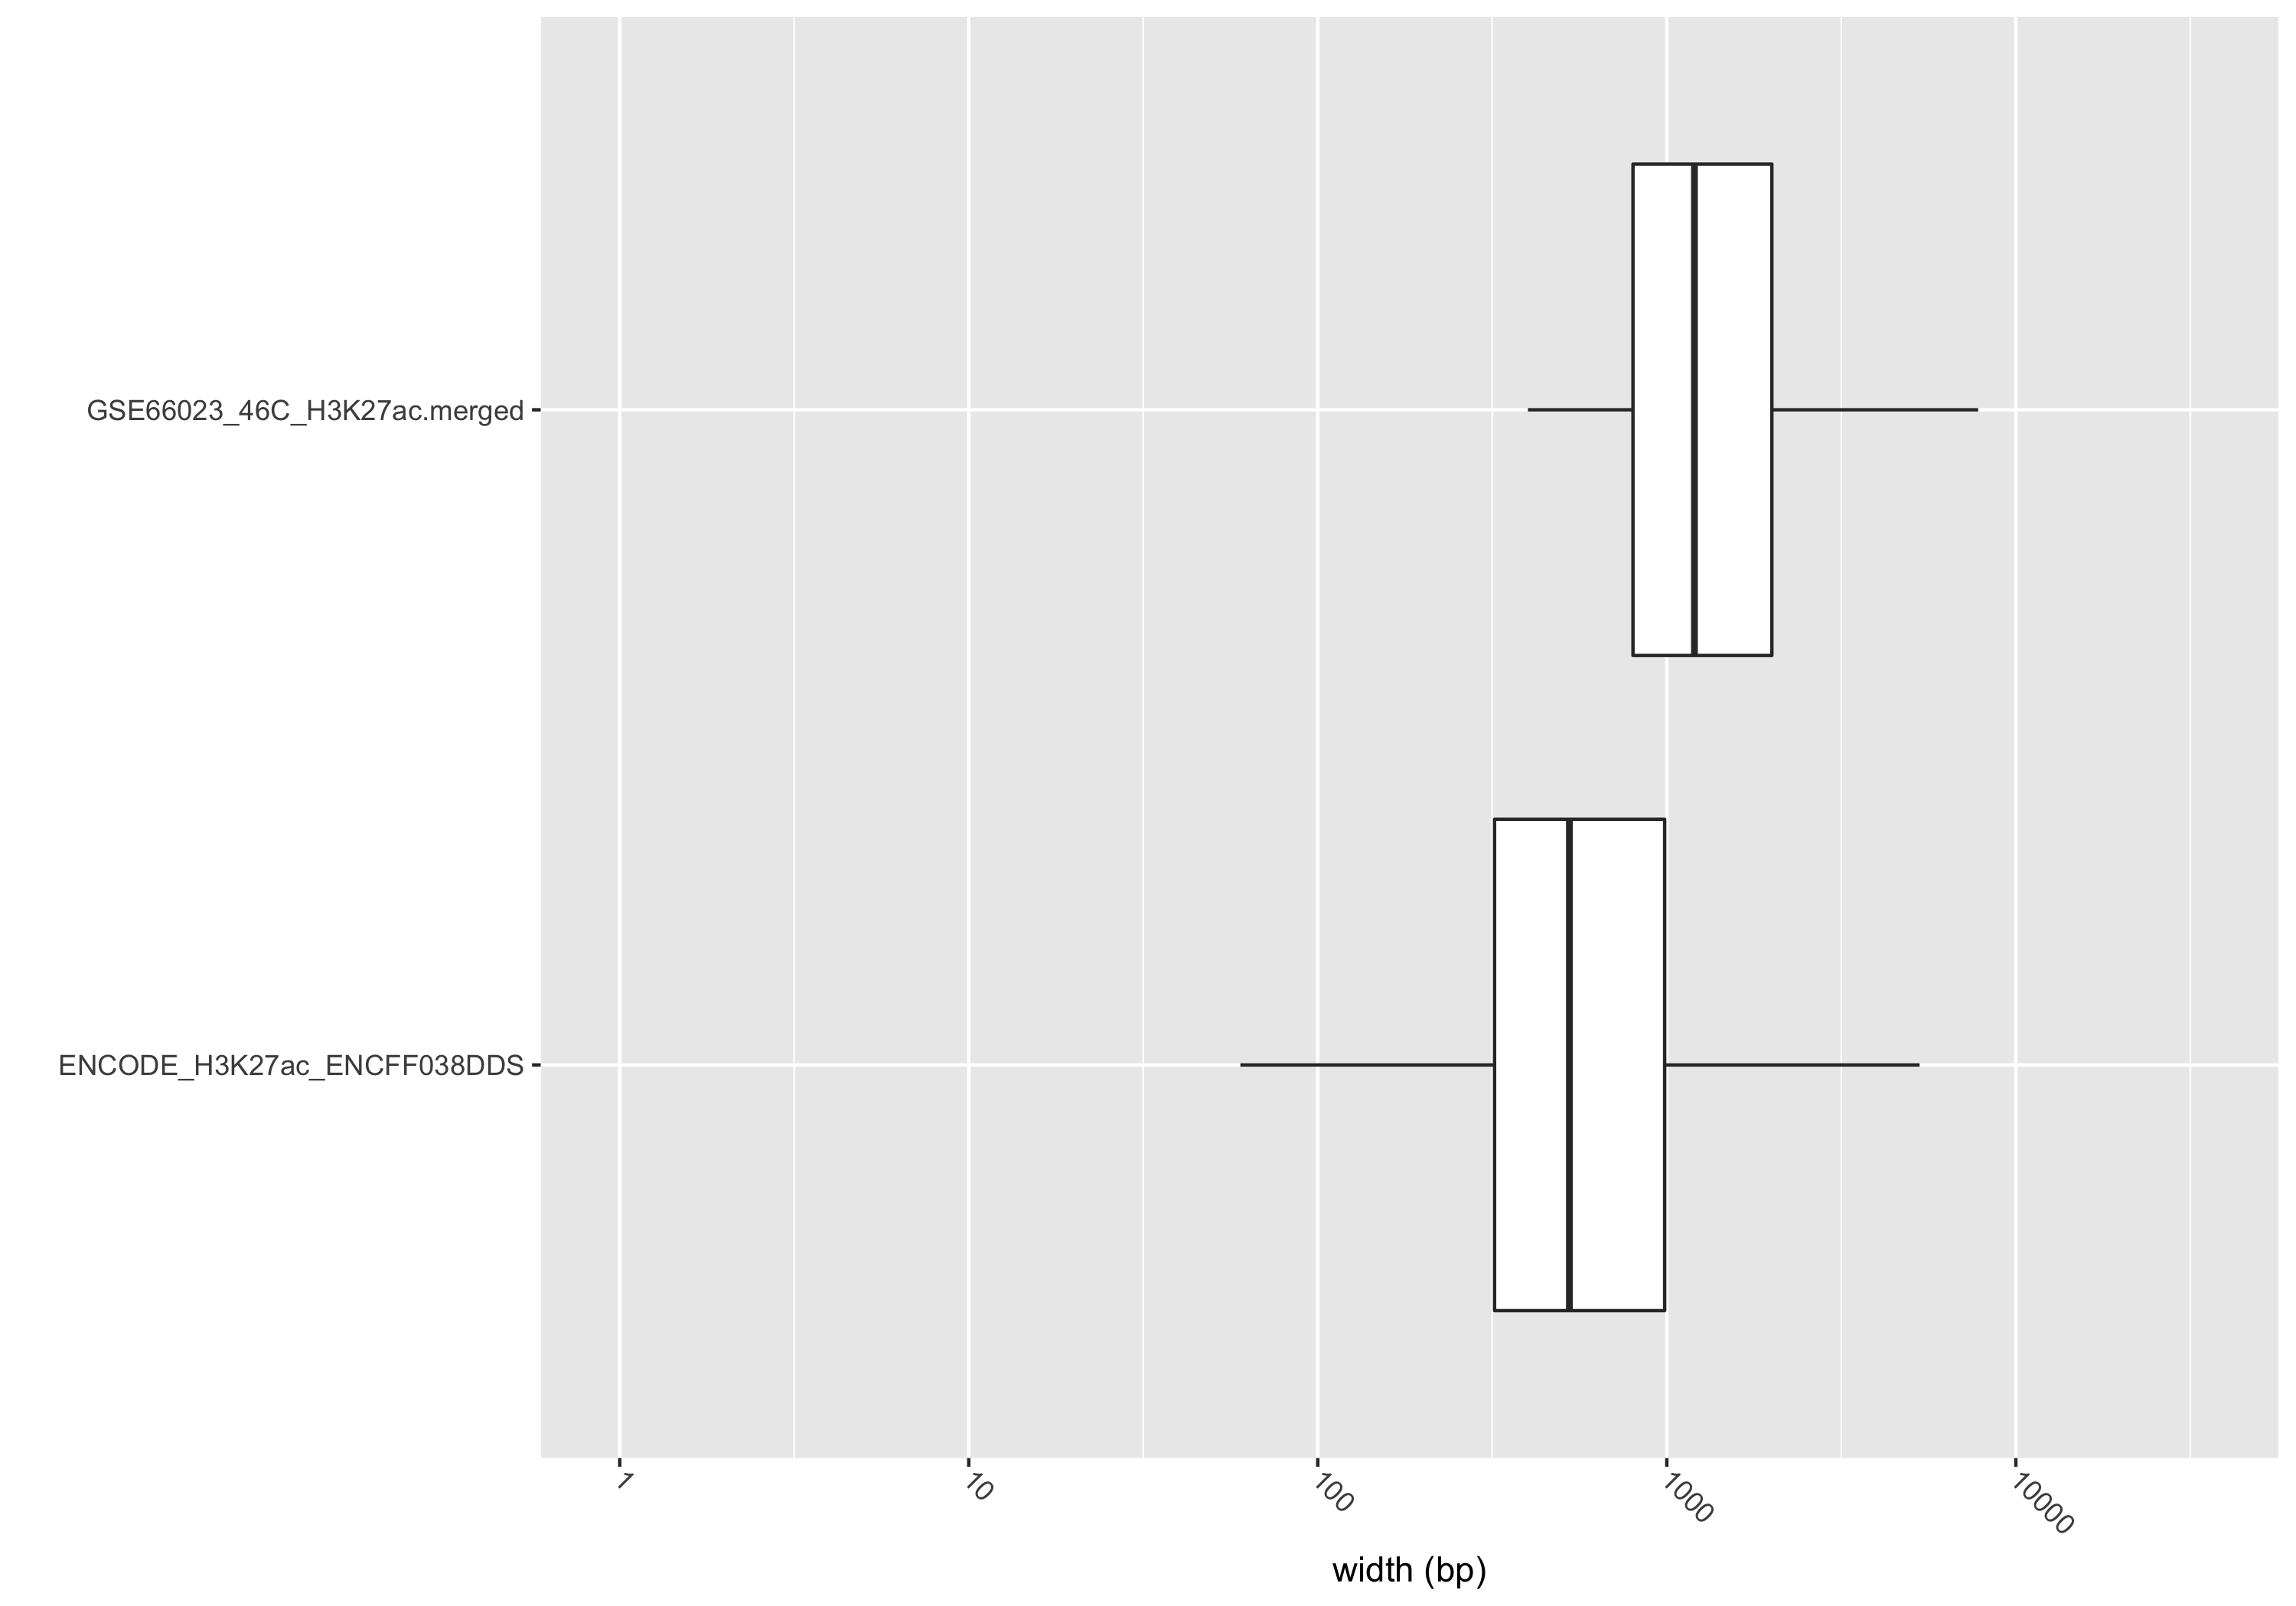 GSE66023_46C_H3K27ac.merged
ENCODE_H3K27ac_ENCFF038DDS
1
10
100
1000
10000
width (bp)